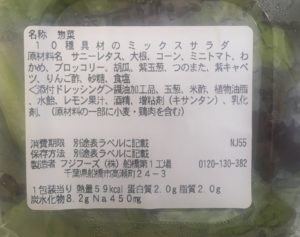 名称 惣菜
10種具材のミックスサラダ
原材料名 サニーレタス、大根、コーン、ミニトマト、わ
かめ、ブロッコリー、胡瓜、紫玉葱、つのまた、紫キャベ
ツ、りんご酢、砂糖、食塩
<添付ドレッシング>醤油加工品、玉葱、米酢、植物油脂
、水飴、レモン果汁、酒精、増粘剤(キサンタン)、乳化
剤、(原材料の一部に小麦・鶏肉を含む)
消費期限 別途表ラベルに記載 NJ55
保存方法 別途表ラベルに記載
製造者 フジフーズ(株)船橋第1工場 0120-130-382
千葉県船橋市高瀬町24-3
1包装当り 熱量59kcal 蛋白質2.0g 脂質2.0g
炭水化物8.2g Na 450mg